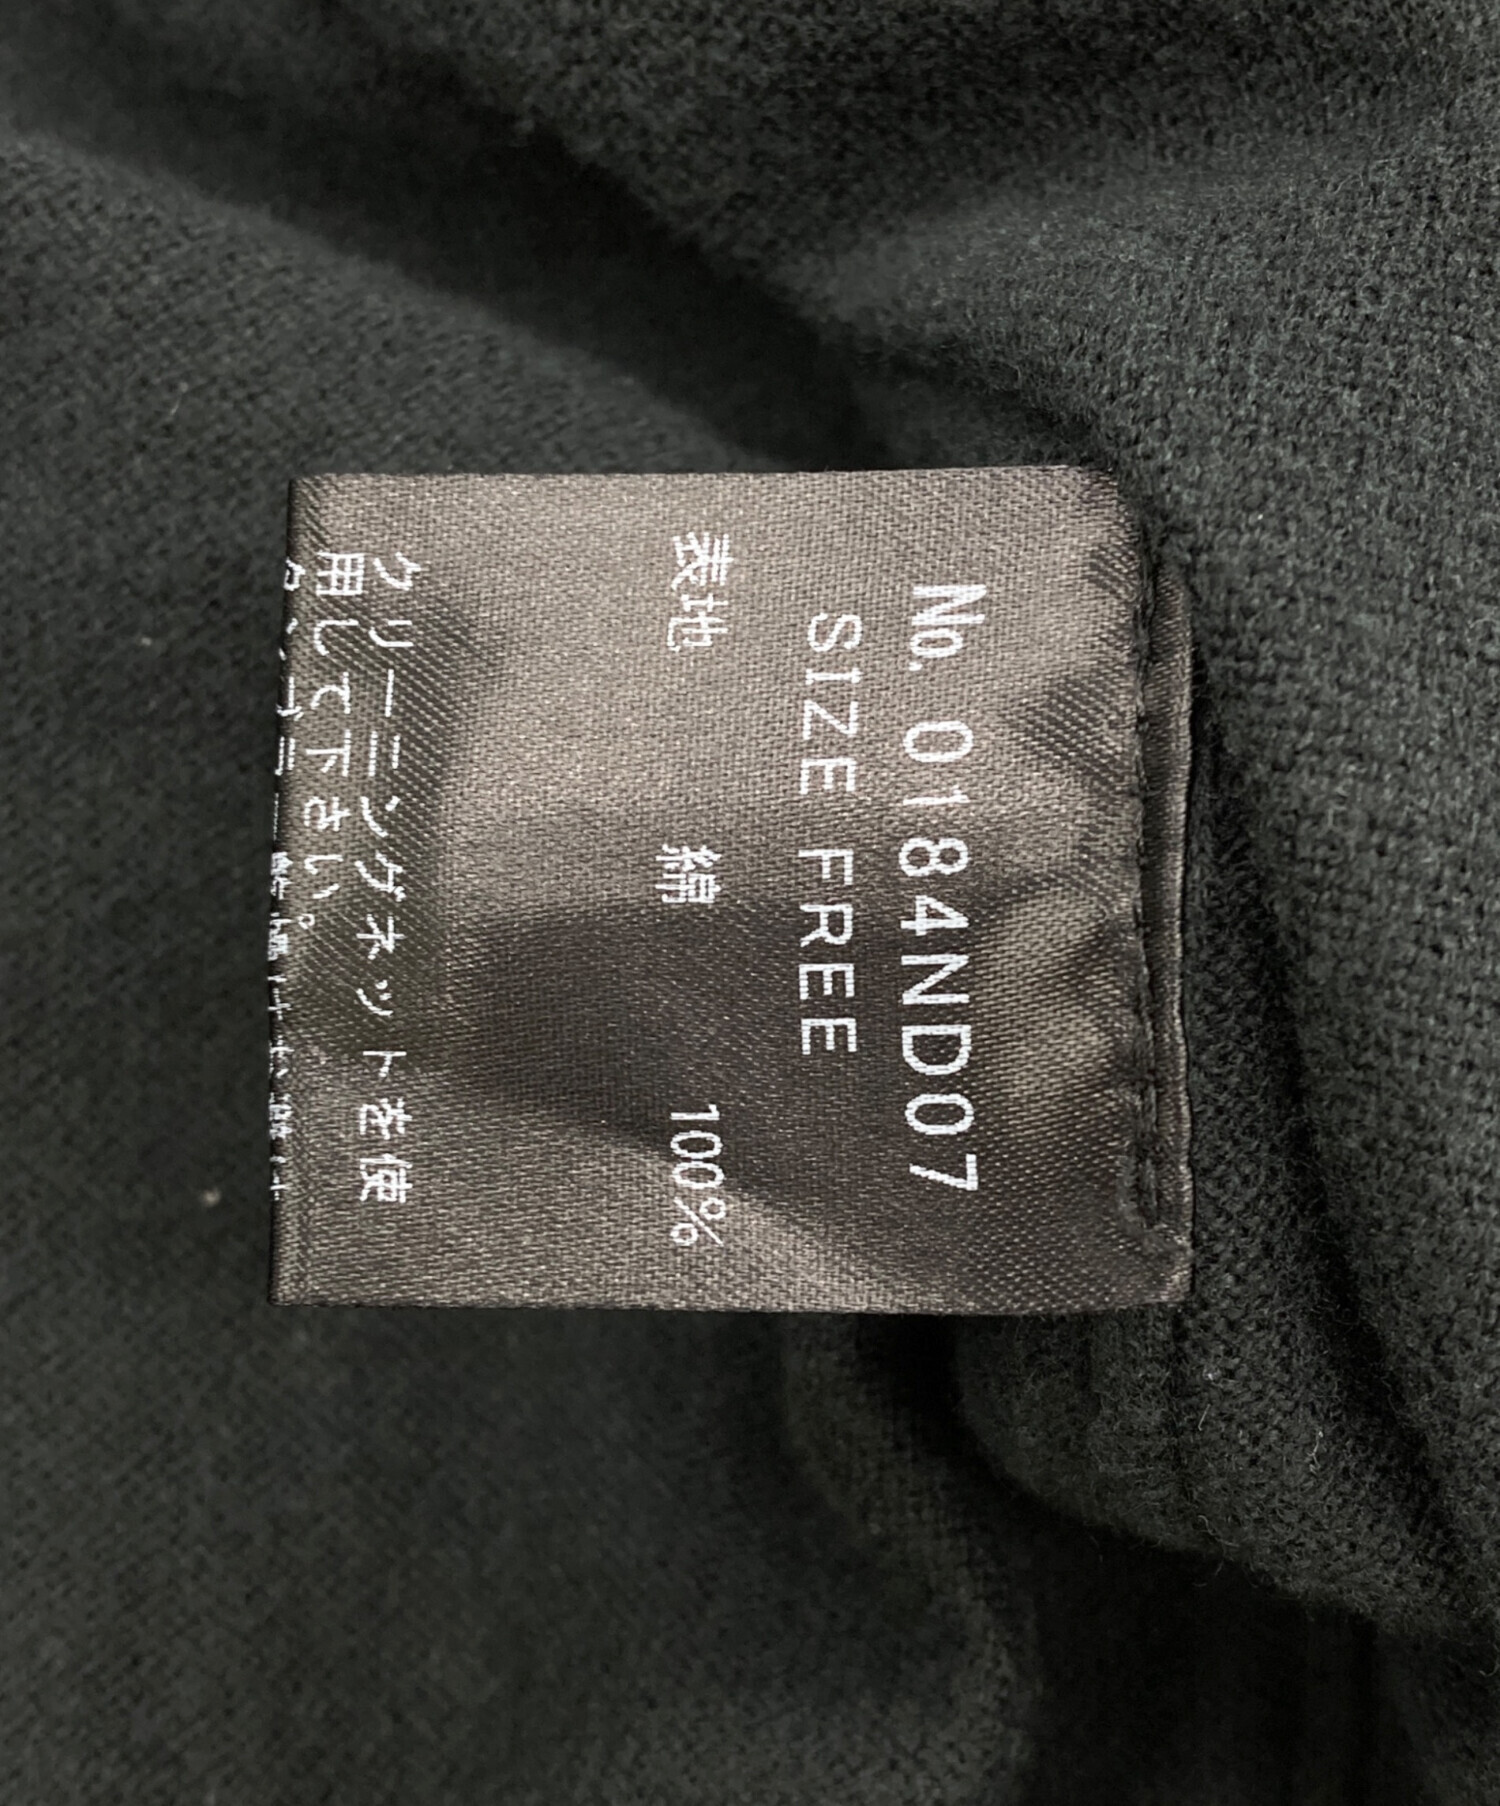 No. 0184ND07
SIZE FREE
表地 綿 100%
クリーニングネットを使
用して下さい。